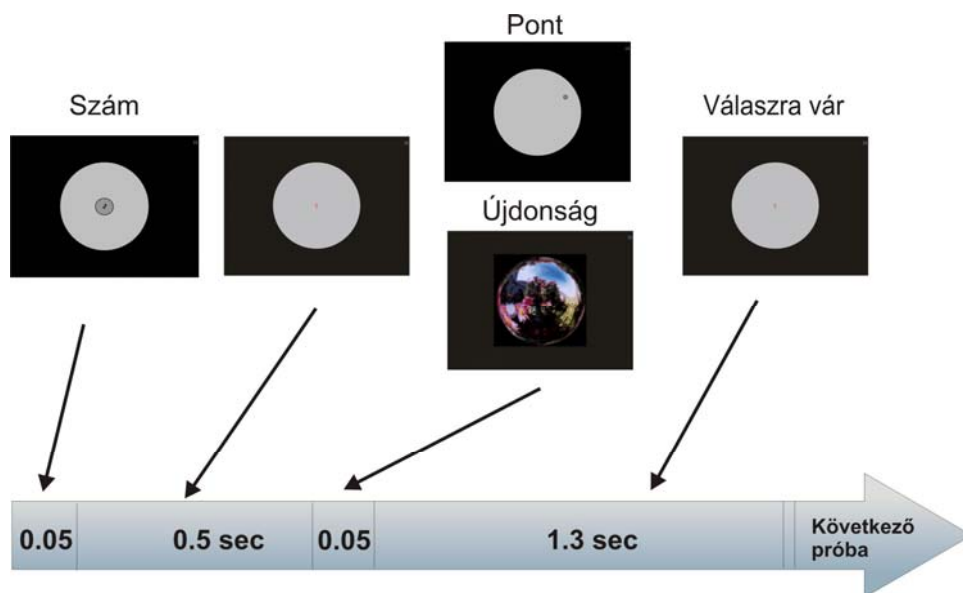 Pont
Szám
Válaszra vár
Újdonság
0.05
0.5 sec
0.05
1.3 sec
Következő
próba